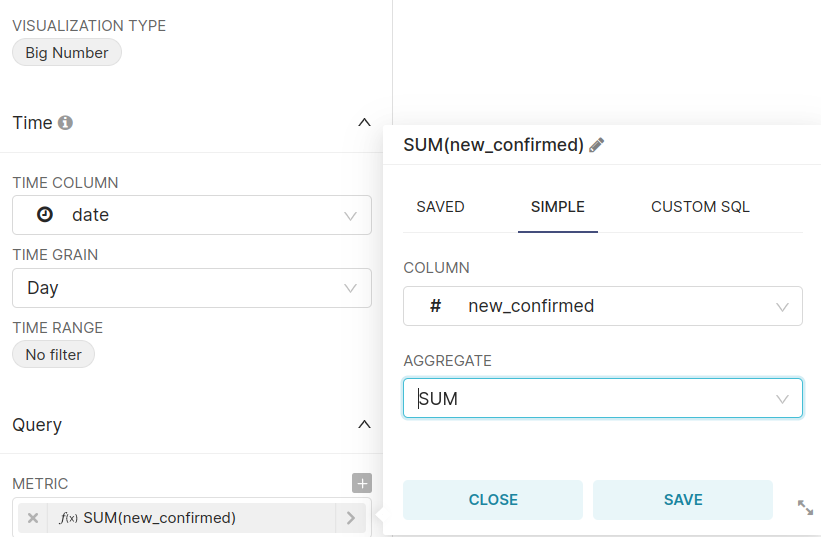 VISUALIZATION TYPE
Big Number
Time
TIME COLUMN
date
TIME GRAIN
Day
TIME RANGE
No filter
Query
METRIC
f(x) SUM(new_confirmed)
SUM(new_confirmed)
SAVED SIMPLE CUSTOM SQL
COLUMN
# new_confirmed
AGGREGATE
SUM
CLOSE SAVE